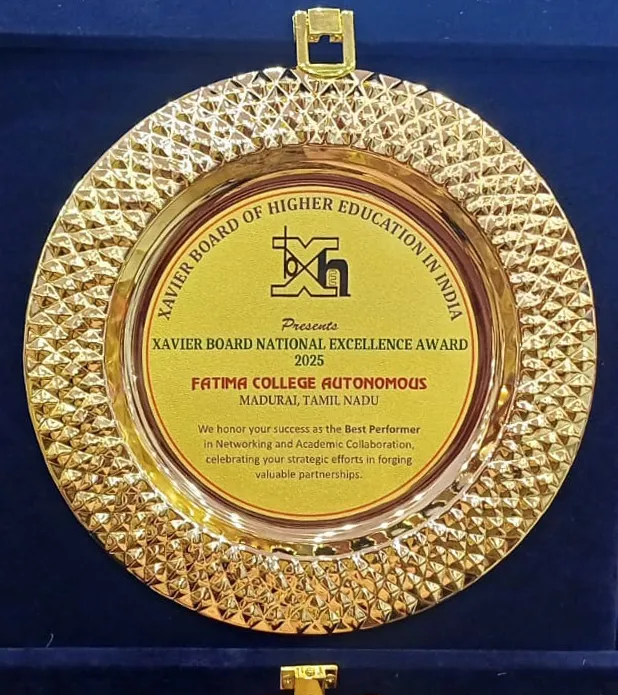 XAVIER BOARD OF HIGHER EDUCATION IN INDIA
Xh
Presents
XAVIER BOARD NATIONAL EXCELLENCE AWARD
2025
FATIMA COLLEGE AUTONOMOUS
MADURAI, TAMIL NADU
We honor your success as the Best Performer
in Networking and Academic Collaboration,
celebrating your strategic efforts in forging
valuable partnerships.